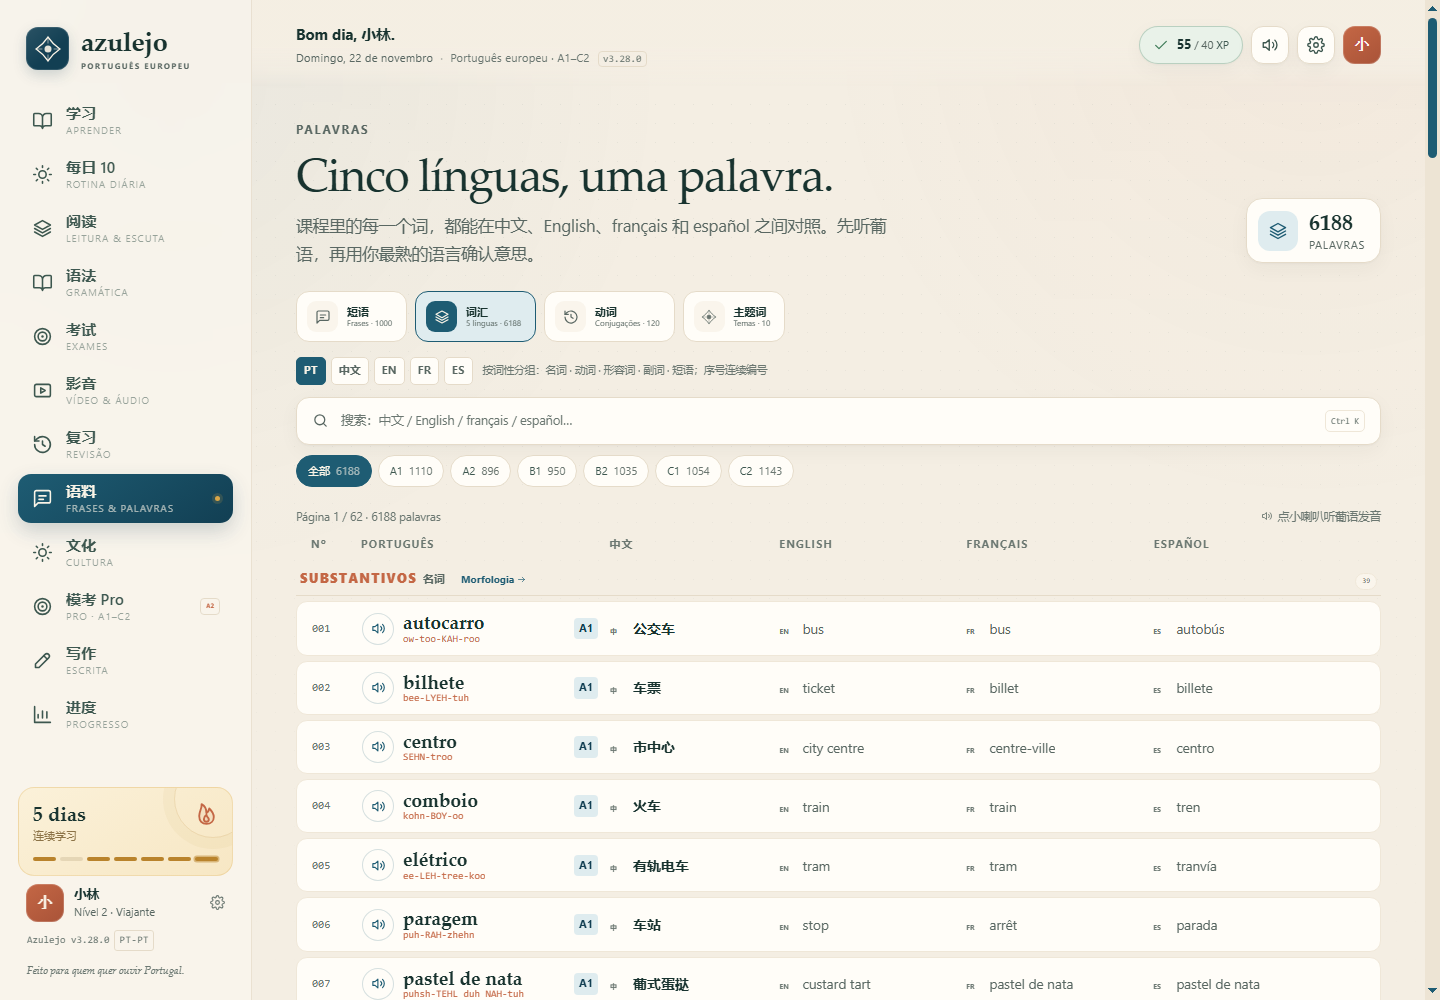 azulejo
PORTUGUÊS EUROPEU
学习
APRENDER
每日 10
ROTINA DIÁRIA
阅读
LEITURA & ESCUTA
语法
GRAMÁTICA
考试
EXAMES
影音
VÍDEO & ÁUDIO
复习
REVISÃO
语料
FRASES & PALAVRAS
文化
CULTURA
模考 Pro
PRO · A1–C2
A2
写作
ESCRITA
进度
PROGRESSO
5 dias
连续学习
小
小林
Nível 2 · Viajante
Azulejo v3.28.0 PT-PT
Feito para quem quer ouvir Portugal.
Bom dia, 小林.
Domingo, 22 de novembro · Português europeu · A1–C2 v3.28.0
55 / 40 XP
小
PALAVRAS
Cinco línguas, uma palavra.
课程里的每一个词，都能在中文、English、français 和 español 之间对照。先听葡
语，再用你最熟的语言确认意思。
6188
PALAVRAS
短语
Frases · 1000
词汇
5 línguas · 6188
动词
Conjugações · 120
主题词
Temas · 10
PT 中文 EN FR ES 按词性分组：名词 · 动词 · 形容词 · 副词 · 短语；序号连续编号
搜索：中文 / English / français / español...
Ctrl K
全部 6188 A1 1110 A2 896 B1 950 B2 1035 C1 1054 C2 1143
Página 1 / 62 · 6188 palavras
点小喇叭听葡语发音
Nº PORTUGUÊS 中文 ENGLISH FRANÇAIS ESPAÑOL
SUBSTANTIVOS 名词 Morfologia → 39
001 autocarro A1 中 公交车 EN bus FR bus ES autobús
ow-too-KAH-roo
002 bilhete A1 中 车票 EN ticket FR billet ES billete
bee-LYEH-tuh
003 centro A1 中 市中心 EN city centre FR centre-ville ES centro
SEHN-troo
004 comboio A1 中 火车 EN train FR train ES tren
kohn-BOY-oo
005 elétrico A1 中 有轨电车 EN tram FR tram ES tranvía
ee-LEH-tree-koo
006 paragem A1 中 车站 EN stop FR arrêt ES parada
puh-RAH-zhehn
007 pastel de nata A1 中 葡式蛋挞 EN custard tart FR pastel de nata ES pastel de nata
puhsh-TEHL duh NAH-tuh